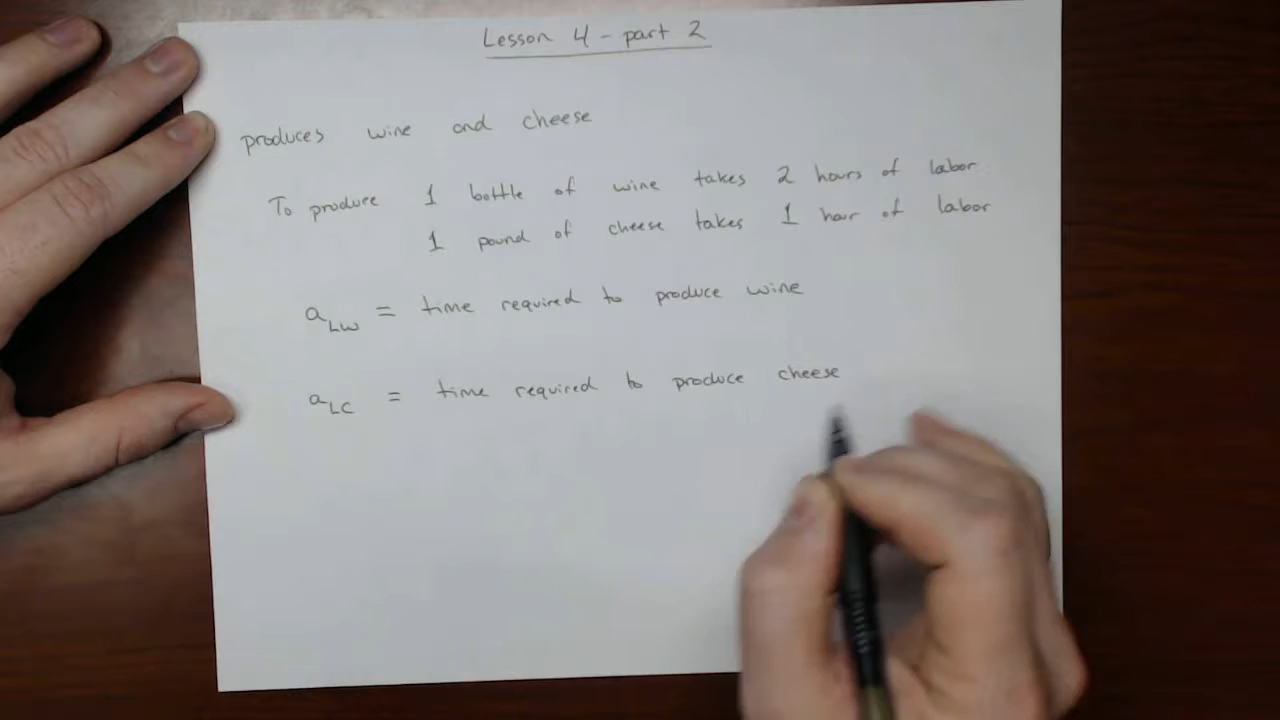 Lesson 4 - part 2
produces wine and cheese
To produce 1 bottle of wine takes 2 hours of labor
1 pound of cheese takes 1 hour of labor
a_LW = time required to produce wine
a_LC = time required to produce cheese